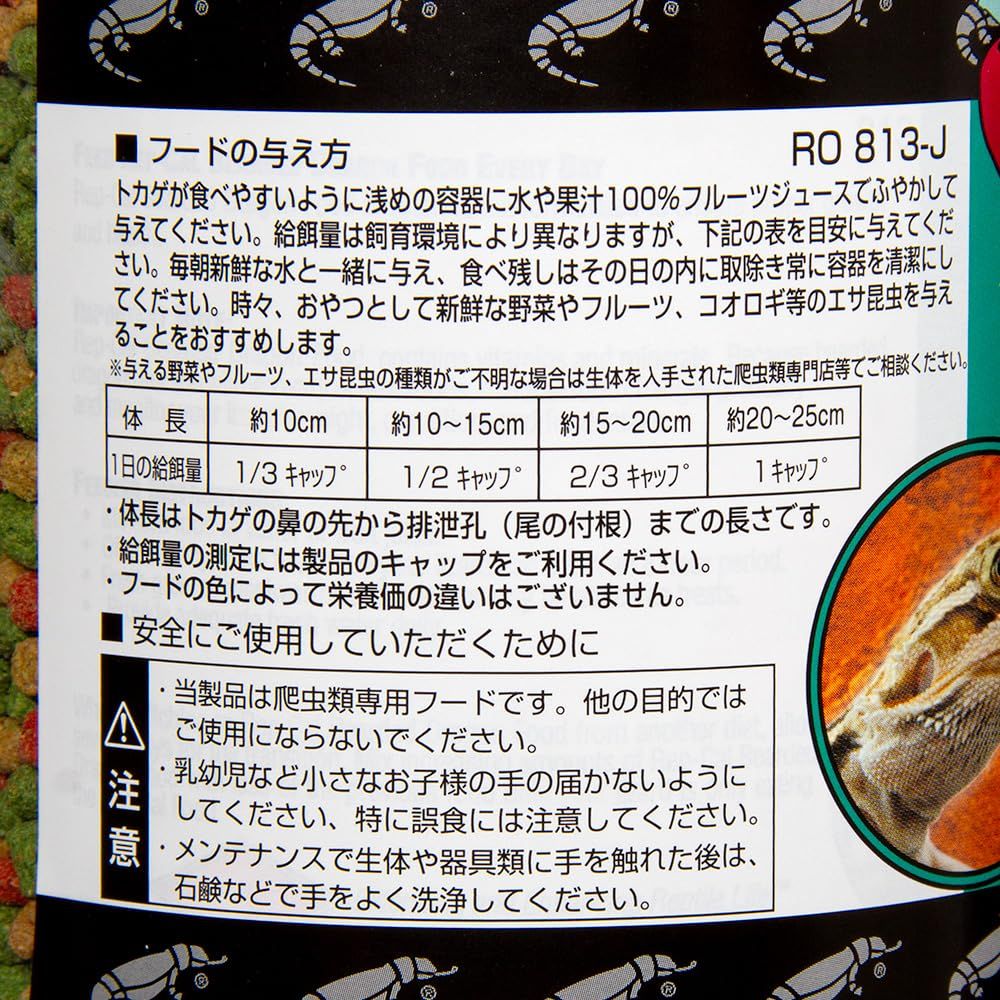 ■フードの与え方
RO 813-J
トカゲが食べやすいように浅めの容器に水や果汁100%フルーツジュースでふやかして
与えてください。給餌量は飼育環境により異なりますが、下記の表を目安に与えてくだ
さい。毎朝新鮮な水と一緒に与え、食べ残しはその日の内に取除き常に容器を清潔にし
てください。時々、おやつとして新鮮な野菜やフルーツ、コオロギ等のエサ昆虫を与え
ることをおすすめします。
※与える野菜やフルーツ、エサ昆虫の種類がご不明な場合は生体を入手された爬虫類専門店等でご相談ください。
体 長 約10cm 約10~15cm 約15~20cm 約20~25cm
1日の給餌量 1/3 キャップ 1/2 キャップ 2/3 キャップ 1キャップ
・体長はトカゲの鼻の先から排泄孔（尾の付根）までの長さです。
・給餌量の測定には製品のキャップをご利用ください。
・フードの色によって栄養価の違いはございません。
■安全にご使用していただくために
注意
・当製品は爬虫類専用フードです。他の目的では
ご使用にならないでください。
・乳幼児など小さなお子様の手の届かないように
してください、特に誤食には注意してください。
・メンテナンスで生体や器具類に手を触れた後は、
石鹸などで手をよく洗浄してください。